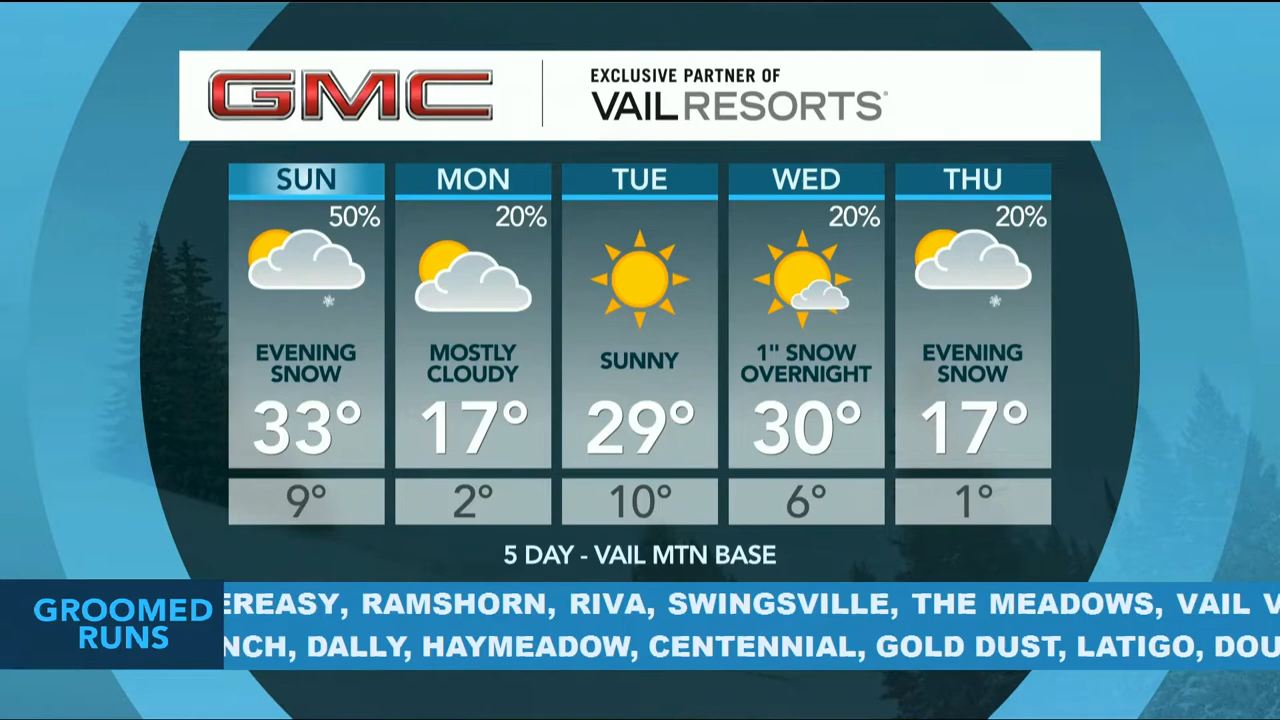 GMC
EXCLUSIVE PARTNER OF
VAIL RESORTS®
SUN MON TUE WED THU
50% 20% 20% 20%
EVENING
SNOW
MOSTLY
CLOUDY
SUNNY
1" SNOW
OVERNIGHT
EVENING
SNOW
33° 17° 29° 30° 17°
9° 2° 10° 6° 1°
5 DAY - VAIL MTN BASE
GROOMED
RUNS
EREASY, RAMSHORN, RIVA, SWINGSVILLE, THE MEADOWS, VAIL V
NCH, DALLY, HAYMEADOW, CENTENNIAL, GOLD DUST, LATIGO, DOU